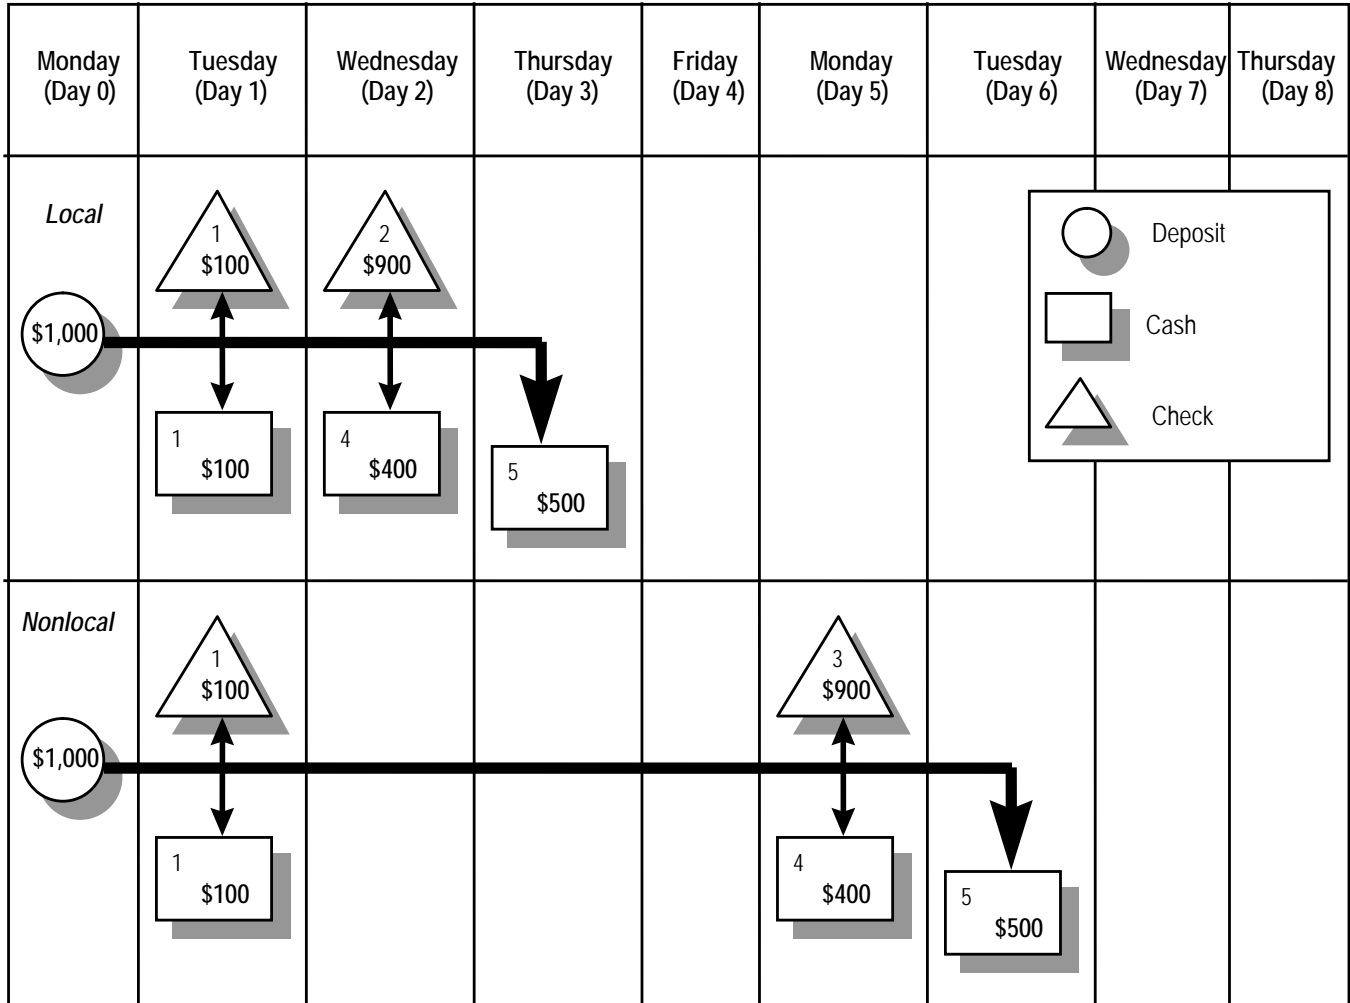 Monday
(Day 0)
Tuesday
(Day 1)
Wednesday
(Day 2)
Thursday
(Day 3)
Friday
(Day 4)
Monday
(Day 5)
Tuesday
(Day 6)
Wednesday
(Day 7)
Thursday
(Day 8)
Local
$1,000
1
$100
2
$900
1
$100
4
$400
5
$500
Deposit
Cash
Check
Nonlocal
$1,000
1
$100
3
$900
1
$100
4
$400
5
$500